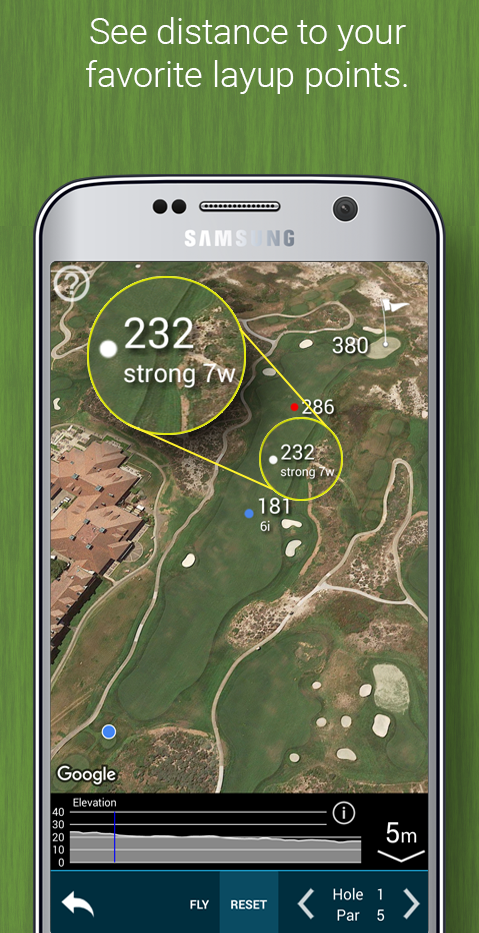 See distance to your
favorite layup points.
SAMSUNG
?
232
strong 7w
380
286
232
strong 7w
181
6i
Google
Elevation
40
30
20
10
0
i
5m
FLY
RESET
Hole 1
Par 5